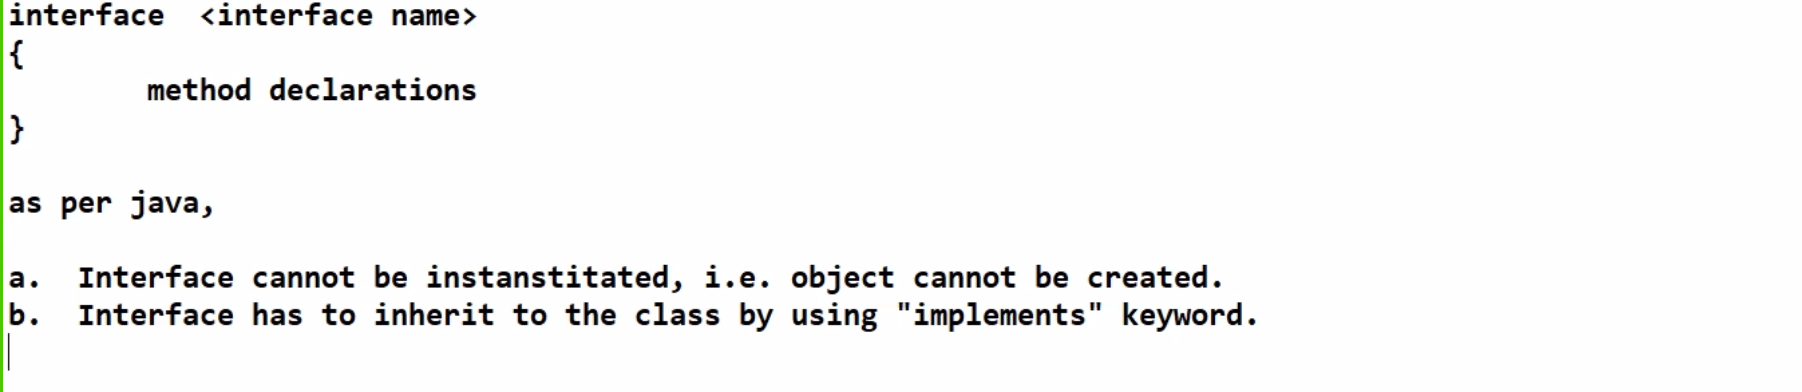 interface  <interface name>
{
        method declarations
}
as per java,
a.  Interface cannot be instanstitated, i.e. object cannot be created.
b.  Interface has to inherit to the class by using "implements" keyword.